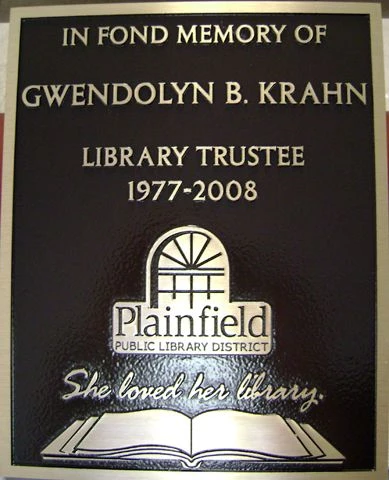 IN FOND MEMORY OF
GWENDOLYN B. KRAHN
LIBRARY TRUSTEE
1977-2008
Plainfield
PUBLIC LIBRARY DISTRICT
She loved her library.